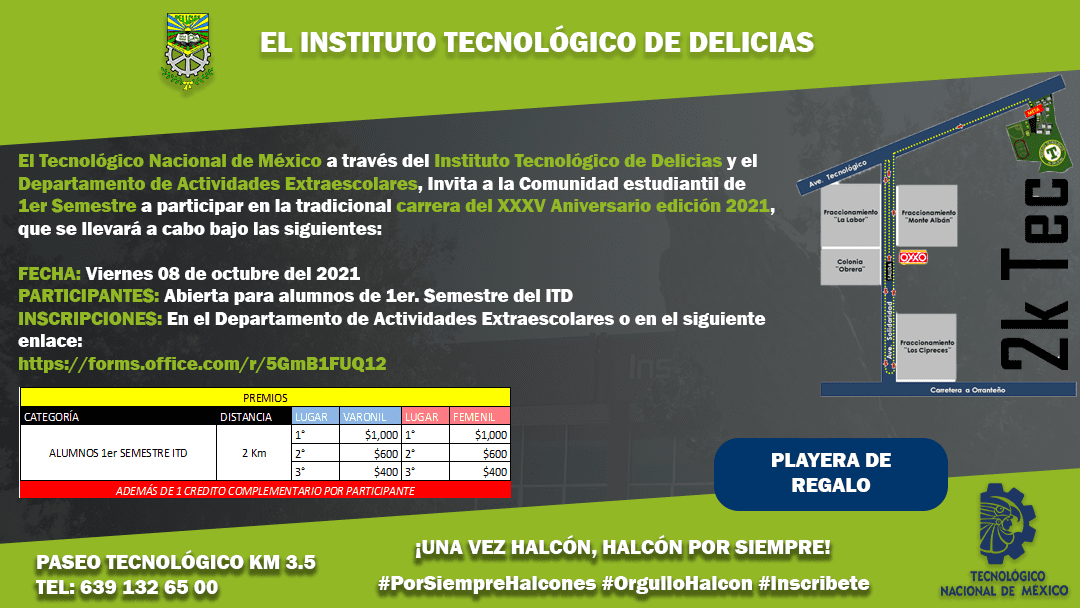 DELICIAS
EL INSTITUTO TECNOLÓGICO DE DELICIAS
El Tecnológico Nacional de México a través del Instituto Tecnológico de Delicias y el
Departamento de Actividades Extraescolares, Invita a la Comunidad estudiantil de
1er Semestre a participar en la tradicional carrera del XXXV Aniversario edición 2021,
que se llevará a cabo bajo las siguientes:
FECHA: Viernes 08 de octubre del 2021
PARTICIPANTES: Abierta para alumnos de 1er. Semestre del ITD
INSCRIPCIONES: En el Departamento de Actividades Extraescolares o en el siguiente
enlace:
https://forms.office.com/r/5GmB1FUQ12
PREMIOS
CATEGORÍA DISTANCIA LUGAR VARONIL LUGAR FEMENIL
ALUMNOS 1er SEMESTRE ITD 2 Km
1° $1,000 1° $1,000
2° $600 2° $600
3° $400 3° $400
ADEMÁS DE 1 CREDITO COMPLEMENTARIO POR PARTICIPANTE
META
Ave. Tecnológico
Fraccionamiento
"La Labor"
Fraccionamiento
"Monte Albán"
Colonia
"Obrera"
OXXO
Ave. Solidaridad
Fraccionamiento
"Los Cipreces"
Carretera a Orranteño
2k Tec
Ins
PLAYERA DE
REGALO
PASEO TECNOLÓGICO KM 3.5
TEL: 639 132 65 00
¡UNA VEZ HALCÓN, HALCÓN POR SIEMPRE!
#PorSiempreHalcones #OrgulloHalcon #Inscribete
TECNOLÓGICO
NACIONAL DE MÉXICO